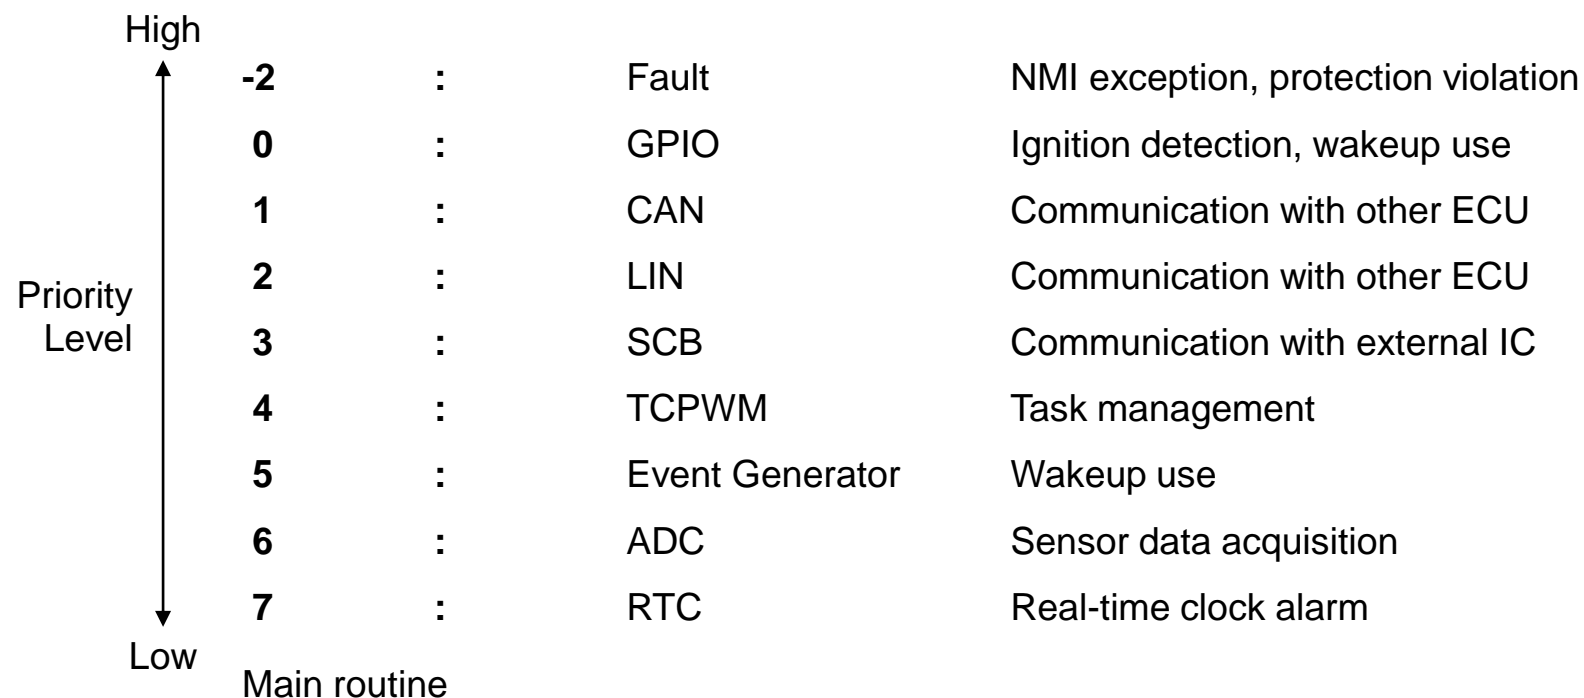 High
-2 : Fault NMI exception, protection violation
0 : GPIO Ignition detection, wakeup use
1 : CAN Communication with other ECU
2 : LIN Communication with other ECU
Priority
Level
3 : SCB Communication with external IC
4 : TCPWM Task management
5 : Event Generator Wakeup use
6 : ADC Sensor data acquisition
7 : RTC Real-time clock alarm
Low
Main routine